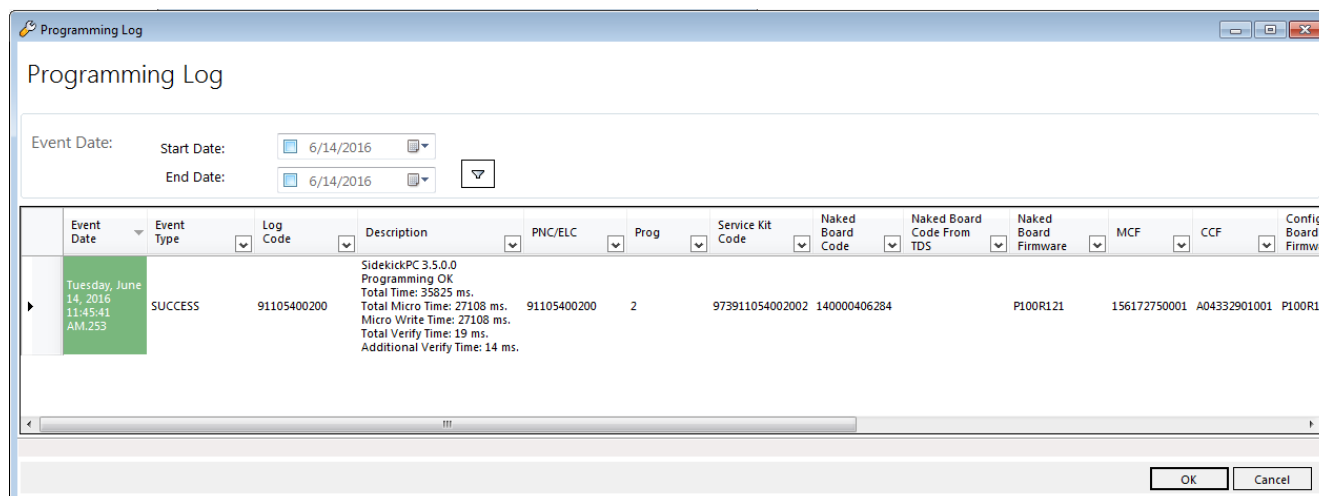 Programming Log
Programming Log
Event Date:
Start Date:
6/14/2016
End Date:
6/14/2016
Event Date
Event Type
Log Code
Description
PNC/ELC
Prog
Service Kit Code
Naked Board Code
Naked Board Code From TDS
Naked Board Firmware
MCF
CCF
Config Board Firmw
Tuesday, June
14, 2016
11:45:41
AM.253
SUCCESS
91105400200
SidekickPC 3.5.0.0
Programming OK
Total Time: 35825 ms.
Total Micro Time: 27108 ms.
Micro Write Time: 27108 ms.
Total Verify Time: 19 ms.
Additional Verify Time: 14 ms.
91105400200
2
973911054002002
140000406284
P100R121
156172750001
A04332901001
P100R1
OK
Cancel